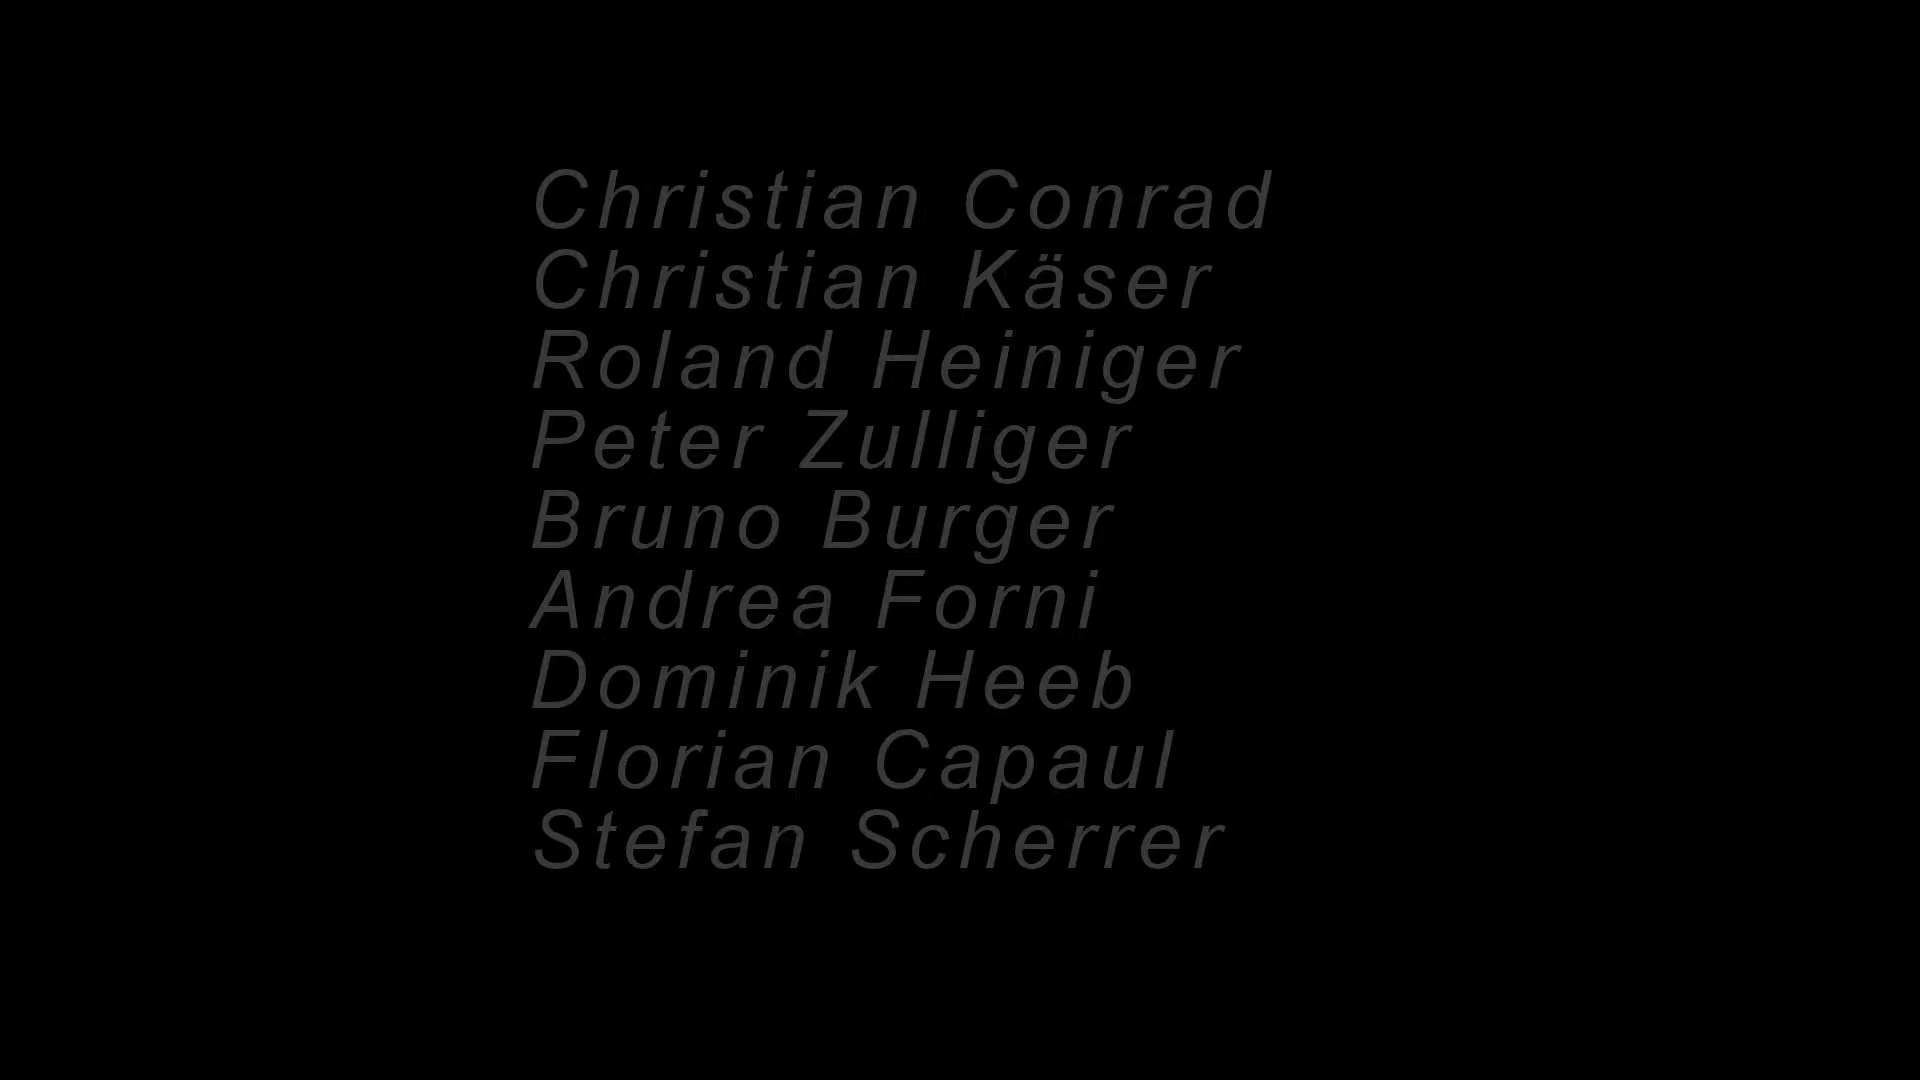 Christian Conrad
Christian Käser
Roland Heiniger
Peter Zulliger
Bruno Burger
Andrea Forni
Dominik Heeb
Florian Capaul
Stefan Scherrer